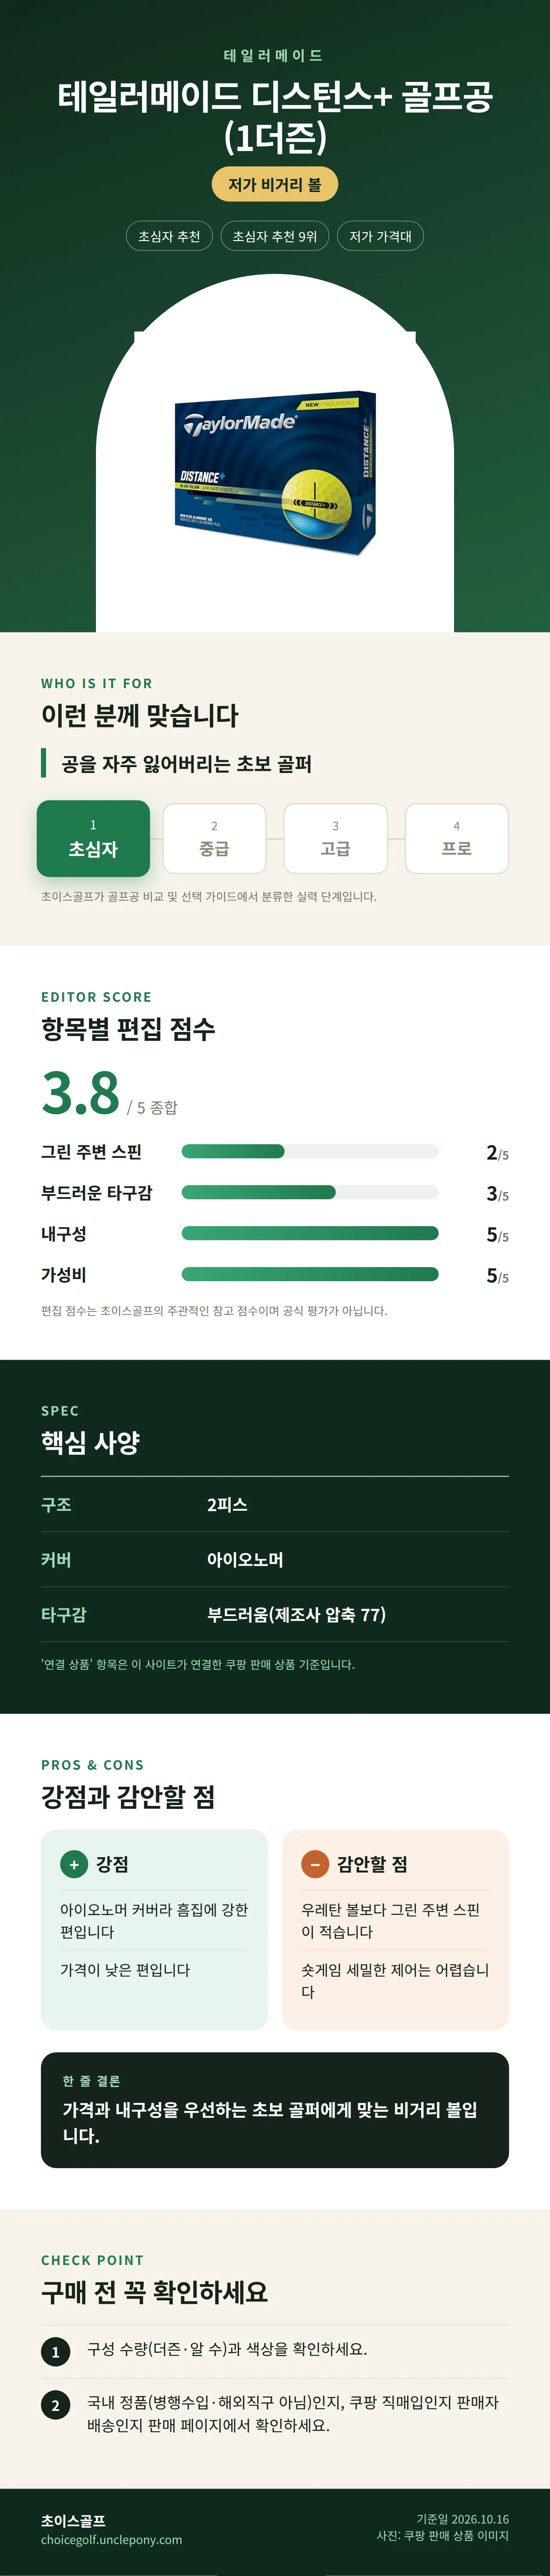 테일러메이드
테일러메이드 디스턴스+ 골프공
(1더즌)
저가 비거리 볼
초심자 추천
초심자 추천 9위
저가 가격대
NEW/NOUVEAU
TaylorMade
DISTANCE+
DISTANCE+
DISTANCE+
WHO IS IT FOR
이런 분께 맞습니다
공을 자주 잃어버리는 초보 골퍼
1
초심자
2
중급
3
고급
4
프로
초이스골프가 골프공 비교 및 선택 가이드에서 분류한 실력 단계입니다.
EDITOR SCORE
항목별 편집 점수
3.8 / 5 종합
그린 주변 스핀 2/5
부드러운 타구감 3/5
내구성 5/5
가성비 5/5
편집 점수는 초이스골프의 주관적인 참고 점수이며 공식 평가가 아닙니다.
SPEC
핵심 사양
구조 2피스
커버 아이오노머
타구감 부드러움(제조사 압축 77)
'연결 상품' 항목은 이 사이트가 연결한 쿠팡 판매 상품 기준입니다.
PROS & CONS
강점과 감안할 점
+ 강점
아이오노머 커버라 흠집에 강한
편입니다
가격이 낮은 편입니다
− 감안할 점
우레탄 볼보다 그린 주변 스핀
이 적습니다
숏게임 세밀한 제어는 어렵습니
다
한 줄 결론
가격과 내구성을 우선하는 초보 골퍼에게 맞는 비거리 볼입
니다.
CHECK POINT
구매 전 꼭 확인하세요
1 구성 수량(더즌·알 수)과 색상을 확인하세요.
2 국내 정품(병행수입·해외직구 아님)인지, 쿠팡 직매입인지 판매자
배송인지 판매 페이지에서 확인하세요.
초이스골프
choicegolf.unclepony.com
기준일 2026.10.16
사진: 쿠팡 판매 상품 이미지